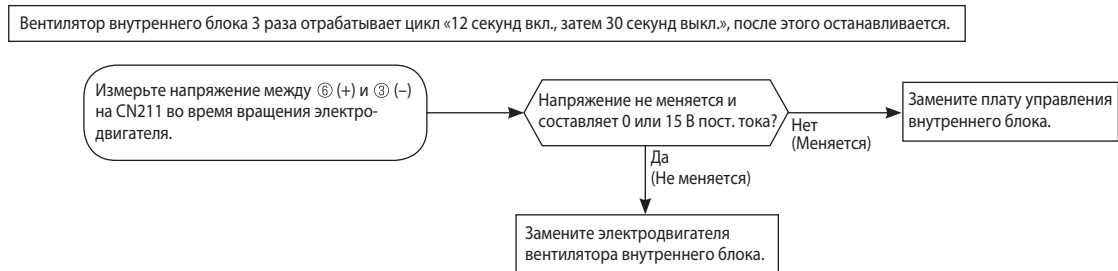 Вентилятор внутреннего блока 3 раза отрабатывает цикл «12 секунд вкл., затем 30 секунд выкл.», после этого останавливается.
Измерьте напряжение между ⑥ (+) и ③ (–)
на CN211 во время вращения электро-
двигателя.
Напряжение не меняется и
составляет 0 или 15 В пост. тока?
Нет
(Меняется)
Замените плату управления
внутреннего блока.
Да
(Не меняется)
Замените электродвигателя
вентилятора внутреннего блока.